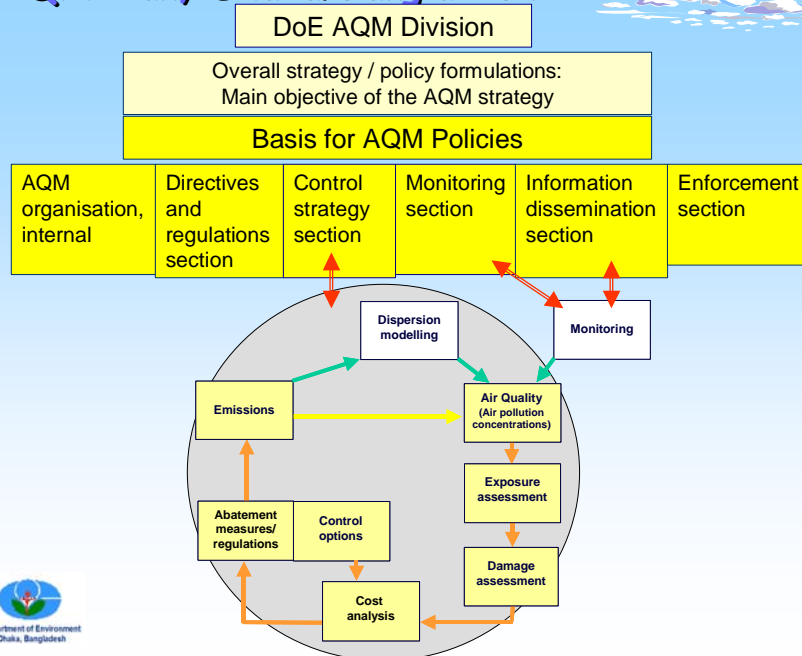 DoE AQM Division
Overall strategy / policy formulations:
Main objective of the AQM strategy
Basis for AQM Policies
AQM
organisation,
internal
Directives
and
regulations
section
Control
strategy
section
Monitoring
section
Information
dissemination
section
Enforcement
section
Dispersion
modelling
Monitoring
Emissions
Air Quality
(Air pollution
concentrations)
Exposure
assessment
Abatement
measures/
regulations
Control
options
Damage
assessment
Cost
analysis
of Environment
Dhaka, Bangladesh